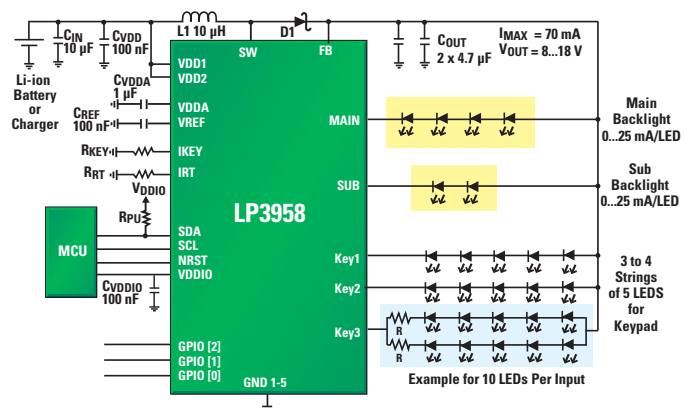 CIN
10 µF
CVDD
100 nF
L1 10 µH
D1
IMAX = 70 mA
VOUT = 8...18 V
COUT
2 x 4.7 µF
SW
FB
Li-ion
Battery
or
Charger
VDD1
VDD2
CVDDA
1 µF
VDDA
CREF
100 nF
VREF
MAIN
Main
Backlight
0...25 mA/LED
RKEY
IKEY
RRT
IRT
SUB
Sub
Backlight
0...25 mA/LED
VDDIO
RPU
LP3958
MCU
SDA
SCL
NRST
VDDIO
CVDDIO
100 nF
Key1
Key2
Key3
3 to 4
Strings
of 5 LEDS
for
Keypad
R
R
GPIO [2]
GPIO [1]
GPIO [0]
GND 1-5
Example for 10 LEDs Per Input